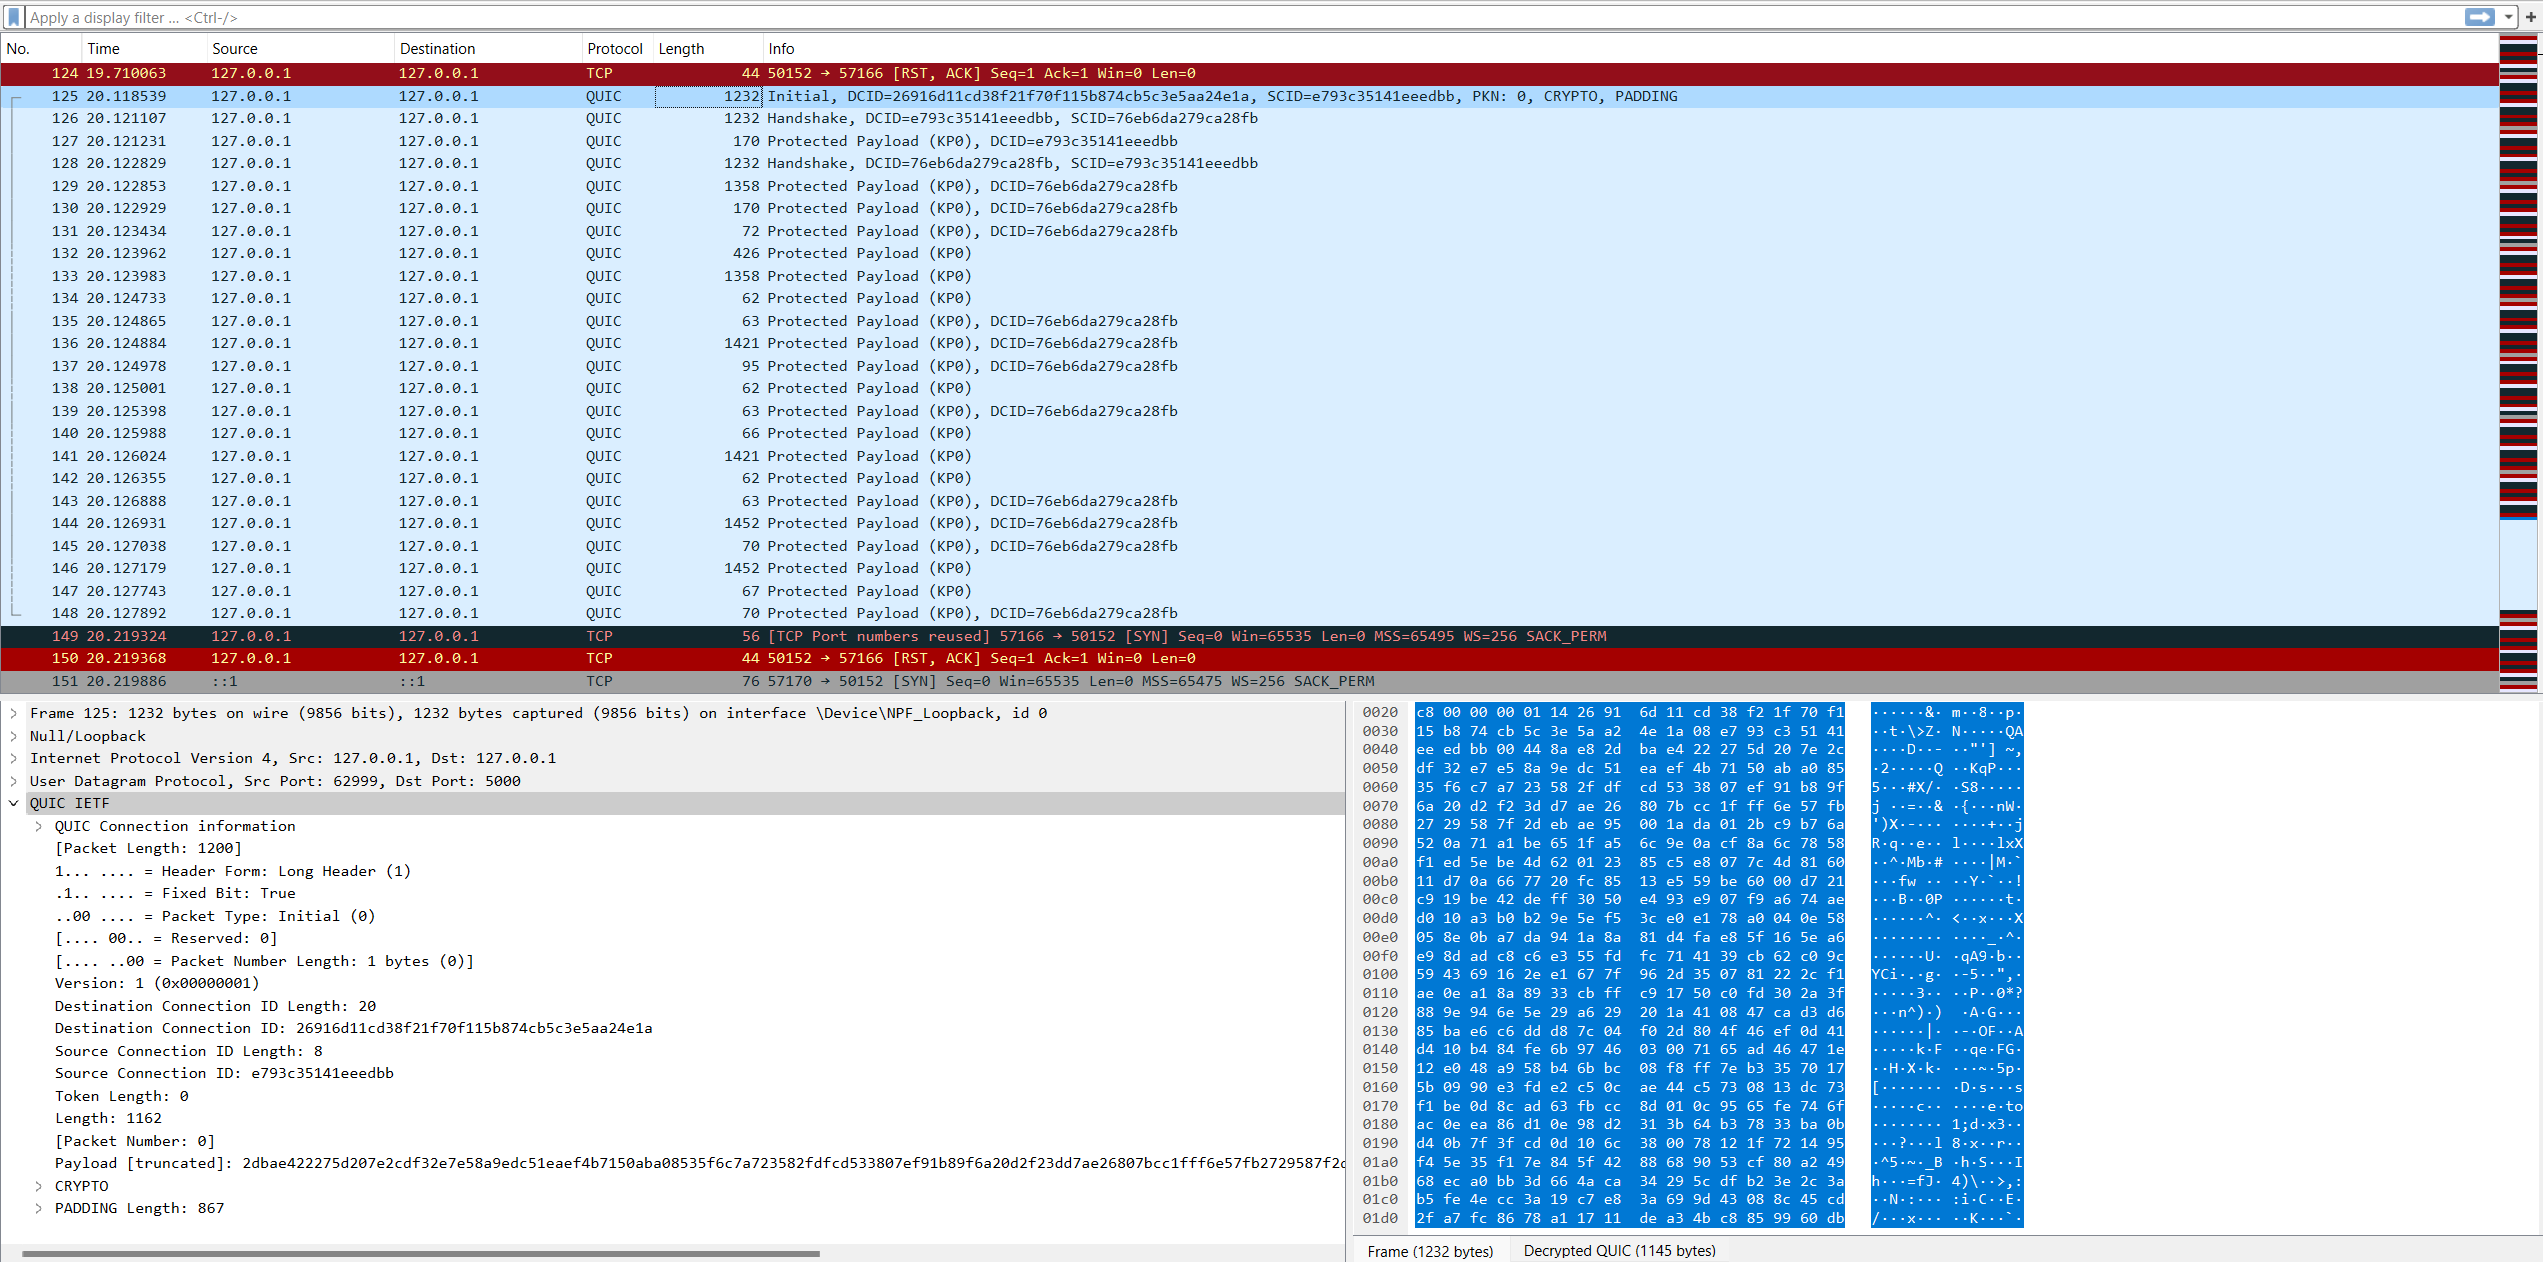 Apply a display filter ... <Ctrl-/>
No. Time Source Destination Protocol Length Info
124 19.710063 127.0.0.1 127.0.0.1 TCP 44 50152 → 57166 [RST, ACK] Seq=1 Ack=1 Win=0 Len=0
125 20.118539 127.0.0.1 127.0.0.1 QUIC 1232 Initial, DCID=26916d11cd38f21f70f115b874cb5c3e5aa24e1a, SCID=e793c35141eeedbb, PKN: 0, CRYPTO, PADDING
126 20.121107 127.0.0.1 127.0.0.1 QUIC 1232 Handshake, DCID=e793c35141eeedbb, SCID=76eb6da279ca28fb
127 20.121231 127.0.0.1 127.0.0.1 QUIC 170 Protected Payload (KP0), DCID=e793c35141eeedbb
128 20.122829 127.0.0.1 127.0.0.1 QUIC 1232 Handshake, DCID=76eb6da279ca28fb, SCID=e793c35141eeedbb
129 20.122853 127.0.0.1 127.0.0.1 QUIC 1358 Protected Payload (KP0), DCID=76eb6da279ca28fb
130 20.122929 127.0.0.1 127.0.0.1 QUIC 170 Protected Payload (KP0), DCID=76eb6da279ca28fb
131 20.123434 127.0.0.1 127.0.0.1 QUIC 72 Protected Payload (KP0), DCID=76eb6da279ca28fb
132 20.123962 127.0.0.1 127.0.0.1 QUIC 426 Protected Payload (KP0)
133 20.123983 127.0.0.1 127.0.0.1 QUIC 1358 Protected Payload (KP0)
134 20.124733 127.0.0.1 127.0.0.1 QUIC 62 Protected Payload (KP0)
135 20.124865 127.0.0.1 127.0.0.1 QUIC 63 Protected Payload (KP0), DCID=76eb6da279ca28fb
136 20.124884 127.0.0.1 127.0.0.1 QUIC 1421 Protected Payload (KP0), DCID=76eb6da279ca28fb
137 20.124978 127.0.0.1 127.0.0.1 QUIC 95 Protected Payload (KP0), DCID=76eb6da279ca28fb
138 20.125001 127.0.0.1 127.0.0.1 QUIC 62 Protected Payload (KP0)
139 20.125398 127.0.0.1 127.0.0.1 QUIC 63 Protected Payload (KP0), DCID=76eb6da279ca28fb
140 20.125988 127.0.0.1 127.0.0.1 QUIC 66 Protected Payload (KP0)
141 20.126024 127.0.0.1 127.0.0.1 QUIC 1421 Protected Payload (KP0)
142 20.126355 127.0.0.1 127.0.0.1 QUIC 62 Protected Payload (KP0)
143 20.126888 127.0.0.1 127.0.0.1 QUIC 63 Protected Payload (KP0), DCID=76eb6da279ca28fb
144 20.126931 127.0.0.1 127.0.0.1 QUIC 1452 Protected Payload (KP0), DCID=76eb6da279ca28fb
145 20.127038 127.0.0.1 127.0.0.1 QUIC 70 Protected Payload (KP0), DCID=76eb6da279ca28fb
146 20.127179 127.0.0.1 127.0.0.1 QUIC 1452 Protected Payload (KP0)
147 20.127743 127.0.0.1 127.0.0.1 QUIC 67 Protected Payload (KP0)
148 20.127892 127.0.0.1 127.0.0.1 QUIC 70 Protected Payload (KP0), DCID=76eb6da279ca28fb
149 20.219324 127.0.0.1 127.0.0.1 TCP 56 [TCP Port numbers reused] 57166 → 50152 [SYN] Seq=0 Win=65535 Len=0 MSS=65495 WS=256 SACK_PERM
150 20.219368 127.0.0.1 127.0.0.1 TCP 44 50152 → 57166 [RST, ACK] Seq=1 Ack=1 Win=0 Len=0
151 20.219886 ::1 ::1 TCP 76 57170 → 50152 [SYN] Seq=0 Win=65535 Len=0 MSS=65475 WS=256 SACK_PERM
Frame 125: 1232 bytes on wire (9856 bits), 1232 bytes captured (9856 bits) on interface \Device\NPF_Loopback, id 0
Null/Loopback
Internet Protocol Version 4, Src: 127.0.0.1, Dst: 127.0.0.1
User Datagram Protocol, Src Port: 62999, Dst Port: 5000
QUIC IETF
QUIC Connection information
[Packet Length: 1200]
1... .... = Header Form: Long Header (1)
.1.. .... = Fixed Bit: True
..00 .... = Packet Type: Initial (0)
[.... 00.. = Reserved: 0]
[.... ..00 = Packet Number Length: 1 bytes (0)]
Version: 1 (0x00000001)
Destination Connection ID Length: 20
Destination Connection ID: 26916d11cd38f21f70f115b874cb5c3e5aa24e1a
Source Connection ID Length: 8
Source Connection ID: e793c35141eeedbb
Token Length: 0
Length: 1162
[Packet Number: 0]
Payload [truncated]: 2dbae422275d207e2cdf32e7e58a9edc51eaef4b7150aba08535f6c7a723582fdfcd533807ef91b89f6a20d2f23dd7ae26807bcc1fff6e57fb2729587f2d
CRYPTO
PADDING Length: 867
0020 c8 00 00 00 01 14 26 91 6d 11 cd 38 f2 1f 70 f1 ······&· m··8··p·
0030 15 b8 74 cb 5c 3e 5a a2 4e 1a 08 e7 93 c3 51 41 ··t·\>Z· N·····QA
0040 ee ed bb 00 44 8a e8 2d ba e4 22 27 5d 20 7e 2c ····D··- ··"'] ~,
0050 df 32 e7 e5 8a 9e dc 51 ea ef 4b 71 50 ab a0 85 ·2·····Q ··KqP···
0060 35 f6 c7 a7 23 58 2f df cd 53 38 07 ef 91 b8 9f 5···#X/· ·S8·····
0070 6a 20 d2 f2 3d d7 ae 26 80 7b cc 1f ff 6e 57 fb j ··=··& ·{···nW·
0080 27 29 58 7f 2d eb ae 95 00 1a da 01 2b c9 b7 6a ')X·-··· ····+··j
0090 52 0a 71 a1 be 65 1f a5 6c 9e 0a cf 8a 6c 78 58 R·q··e·· l····lxX
00a0 f1 ed 5e be 4d 62 01 23 85 c5 e8 07 7c 4d 81 60 ··^·Mb·# ····|M·`
00b0 11 d7 0a 66 77 20 fc 85 13 e5 59 be 60 00 d7 21 ···fw ·· ··Y·`··!
00c0 c9 19 be 42 de ff 30 50 e4 93 e9 07 f9 a6 74 ae ···B··0P ······t·
00d0 d0 10 a3 b0 b2 9e 5e f5 3c e0 e1 78 a0 04 0e 58 ······^· <··x···X
00e0 05 8e 0b a7 da 94 1a 8a 81 d4 fa e8 5f 16 5e a6 ········ ····_·^·
00f0 e9 8d ad c8 c6 e3 55 fd fc 71 41 39 cb 62 c0 9c ······U· ·qA9·b··
0100 59 43 69 16 2e e1 67 7f 96 2d 35 07 81 22 2c f1 YCi·.·g· ·-5··",·
0110 ae 0e a1 8a 89 33 cb ff c9 17 50 c0 fd 30 2a 3f ·····3·· ··P··0*?
0120 88 9e 94 6e 5e 29 a6 29 20 1a 41 08 47 ca d3 d6 ···n^)·)  ·A·G···
0130 85 ba e6 c6 dd d8 7c 04 f0 2d 80 4f 46 ef 0d 41 ······|· ·-·OF··A
0140 d4 10 b4 84 fe 6b 97 46 03 00 71 65 ad 46 47 1e ·····k·F ··qe·FG·
0150 12 e0 48 a9 58 b4 6b bc 08 f8 ff 7e b3 35 70 17 ··H·X·k· ···~·5p·
0160 5b 09 90 e3 fd e2 c5 0c ae 44 c5 73 08 13 dc 73 [······· ·D·s···s
0170 f1 be 0d 8c ad 63 fb cc 8d 01 0c 95 65 fe 74 6f ·····c·· ····e·to
0180 ac 0e ea 86 d1 0e 98 d2 31 3b 64 b3 78 33 ba 0b ········ 1;d·x3··
0190 d4 0b 7f 3f cd 0d 10 6c 38 00 78 12 1f 72 14 95 ···?···l 8·x··r··
01a0 f4 5e 35 f1 7e 84 5f 42 88 68 90 53 cf 80 a2 49 ·^5·~·_B ·h·S···I
01b0 68 ec a0 bb 3d 66 4a ca 34 29 5c df b2 3e 2c 3a h···=fJ· 4)\··>,:
01c0 b5 fe 4e cc 3a 19 c7 e8 3a 69 9d 43 08 8c 45 cd ··N·:··· :i·C··E·
01d0 2f a7 fc 86 78 a1 17 11 de a3 4b c8 85 99 60 db /···x··· ··K···`·
Frame (1232 bytes) Decrypted QUIC (1145 bytes)